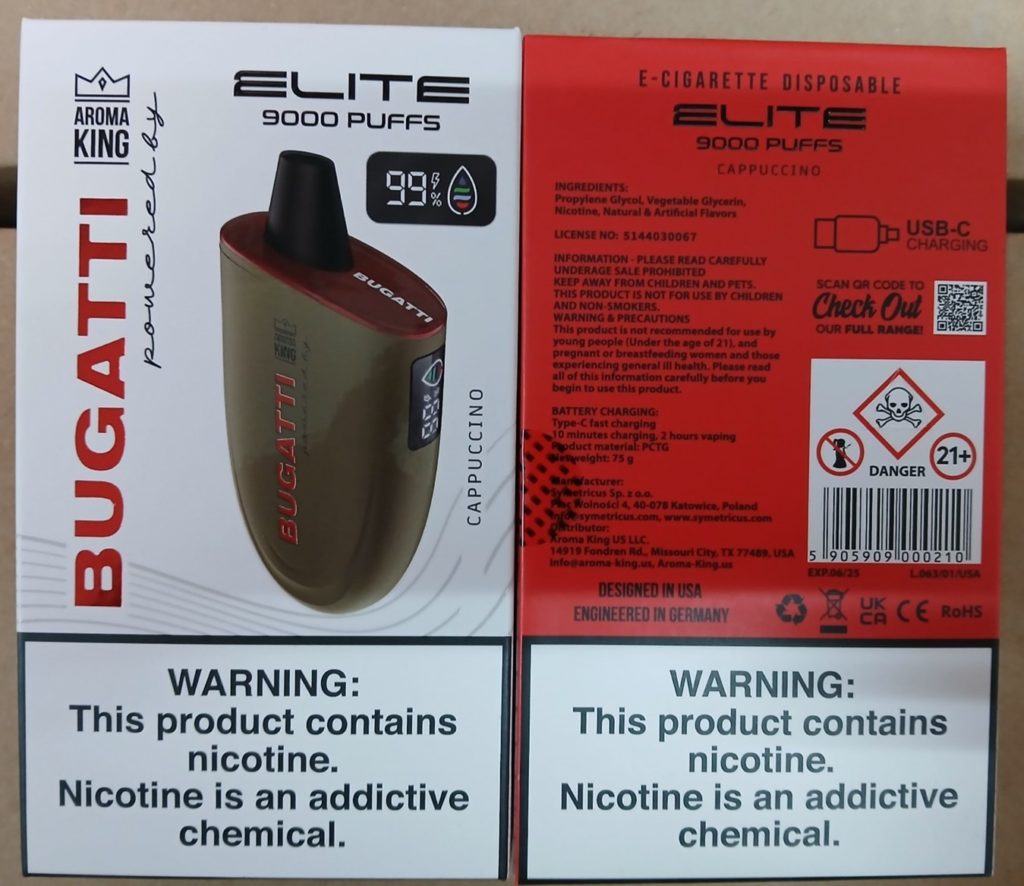 AROMA
KING
powered by
BUGATTI
ELITE
9000 PUFFS
99 %
BUGATTI
AROMA
KING
powered by
BUGATTI
99 %
CAPPUCCINO
WARNING:
This product contains
nicotine.
Nicotine is an addictive
chemical.
E-CIGARETTE DISPOSABLE
ELITE
9000 PUFFS
CAPPUCCINO
INGREDIENTS:
Propylene Glycol, Vegetable Glycerin,
Nicotine, Natural & Artificial Flavors
LICENSE NO: 5144030067
INFORMATION - PLEASE READ CAREFULLY
UNDERAGE SALE PROHIBITED
KEEP AWAY FROM CHILDREN AND PETS.
THIS PRODUCT IS NOT FOR USE BY CHILDREN
AND NON-SMOKERS.
WARNING & PRECAUTIONS
This product is not recommended for use by
young people (Under the age of 21), and
pregnant or breastfeeding women and those
experiencing general ill health. Please read
all of this information carefully before you
begin to use this product.
BATTERY CHARGING:
Type-C fast charging
10 minutes charging, 2 hours vaping
Product material: PCTG
Net weight: 75 g
Manufacturer:
Symetricus Sp. z o.o.
Plac Wolności 4, 40-078 Katowice, Poland
info@symetricus.com, www.symetricus.com
Distributor:
Aroma King US LLC.
14919 Fondren Rd., Missouri City, TX 77489, USA
info@aroma-king.us, Aroma-King.us
DESIGNED IN USA
ENGINEERED IN GERMANY
USB-C
CHARGING
SCAN QR CODE TO
Check Out
OUR FULL RANGE!
DANGER
21+
5 905909 000210
EXP.06/25 L.063/01/USA
UK
CA
CE
RoHS
WARNING:
This product contains
nicotine.
Nicotine is an addictive
chemical.